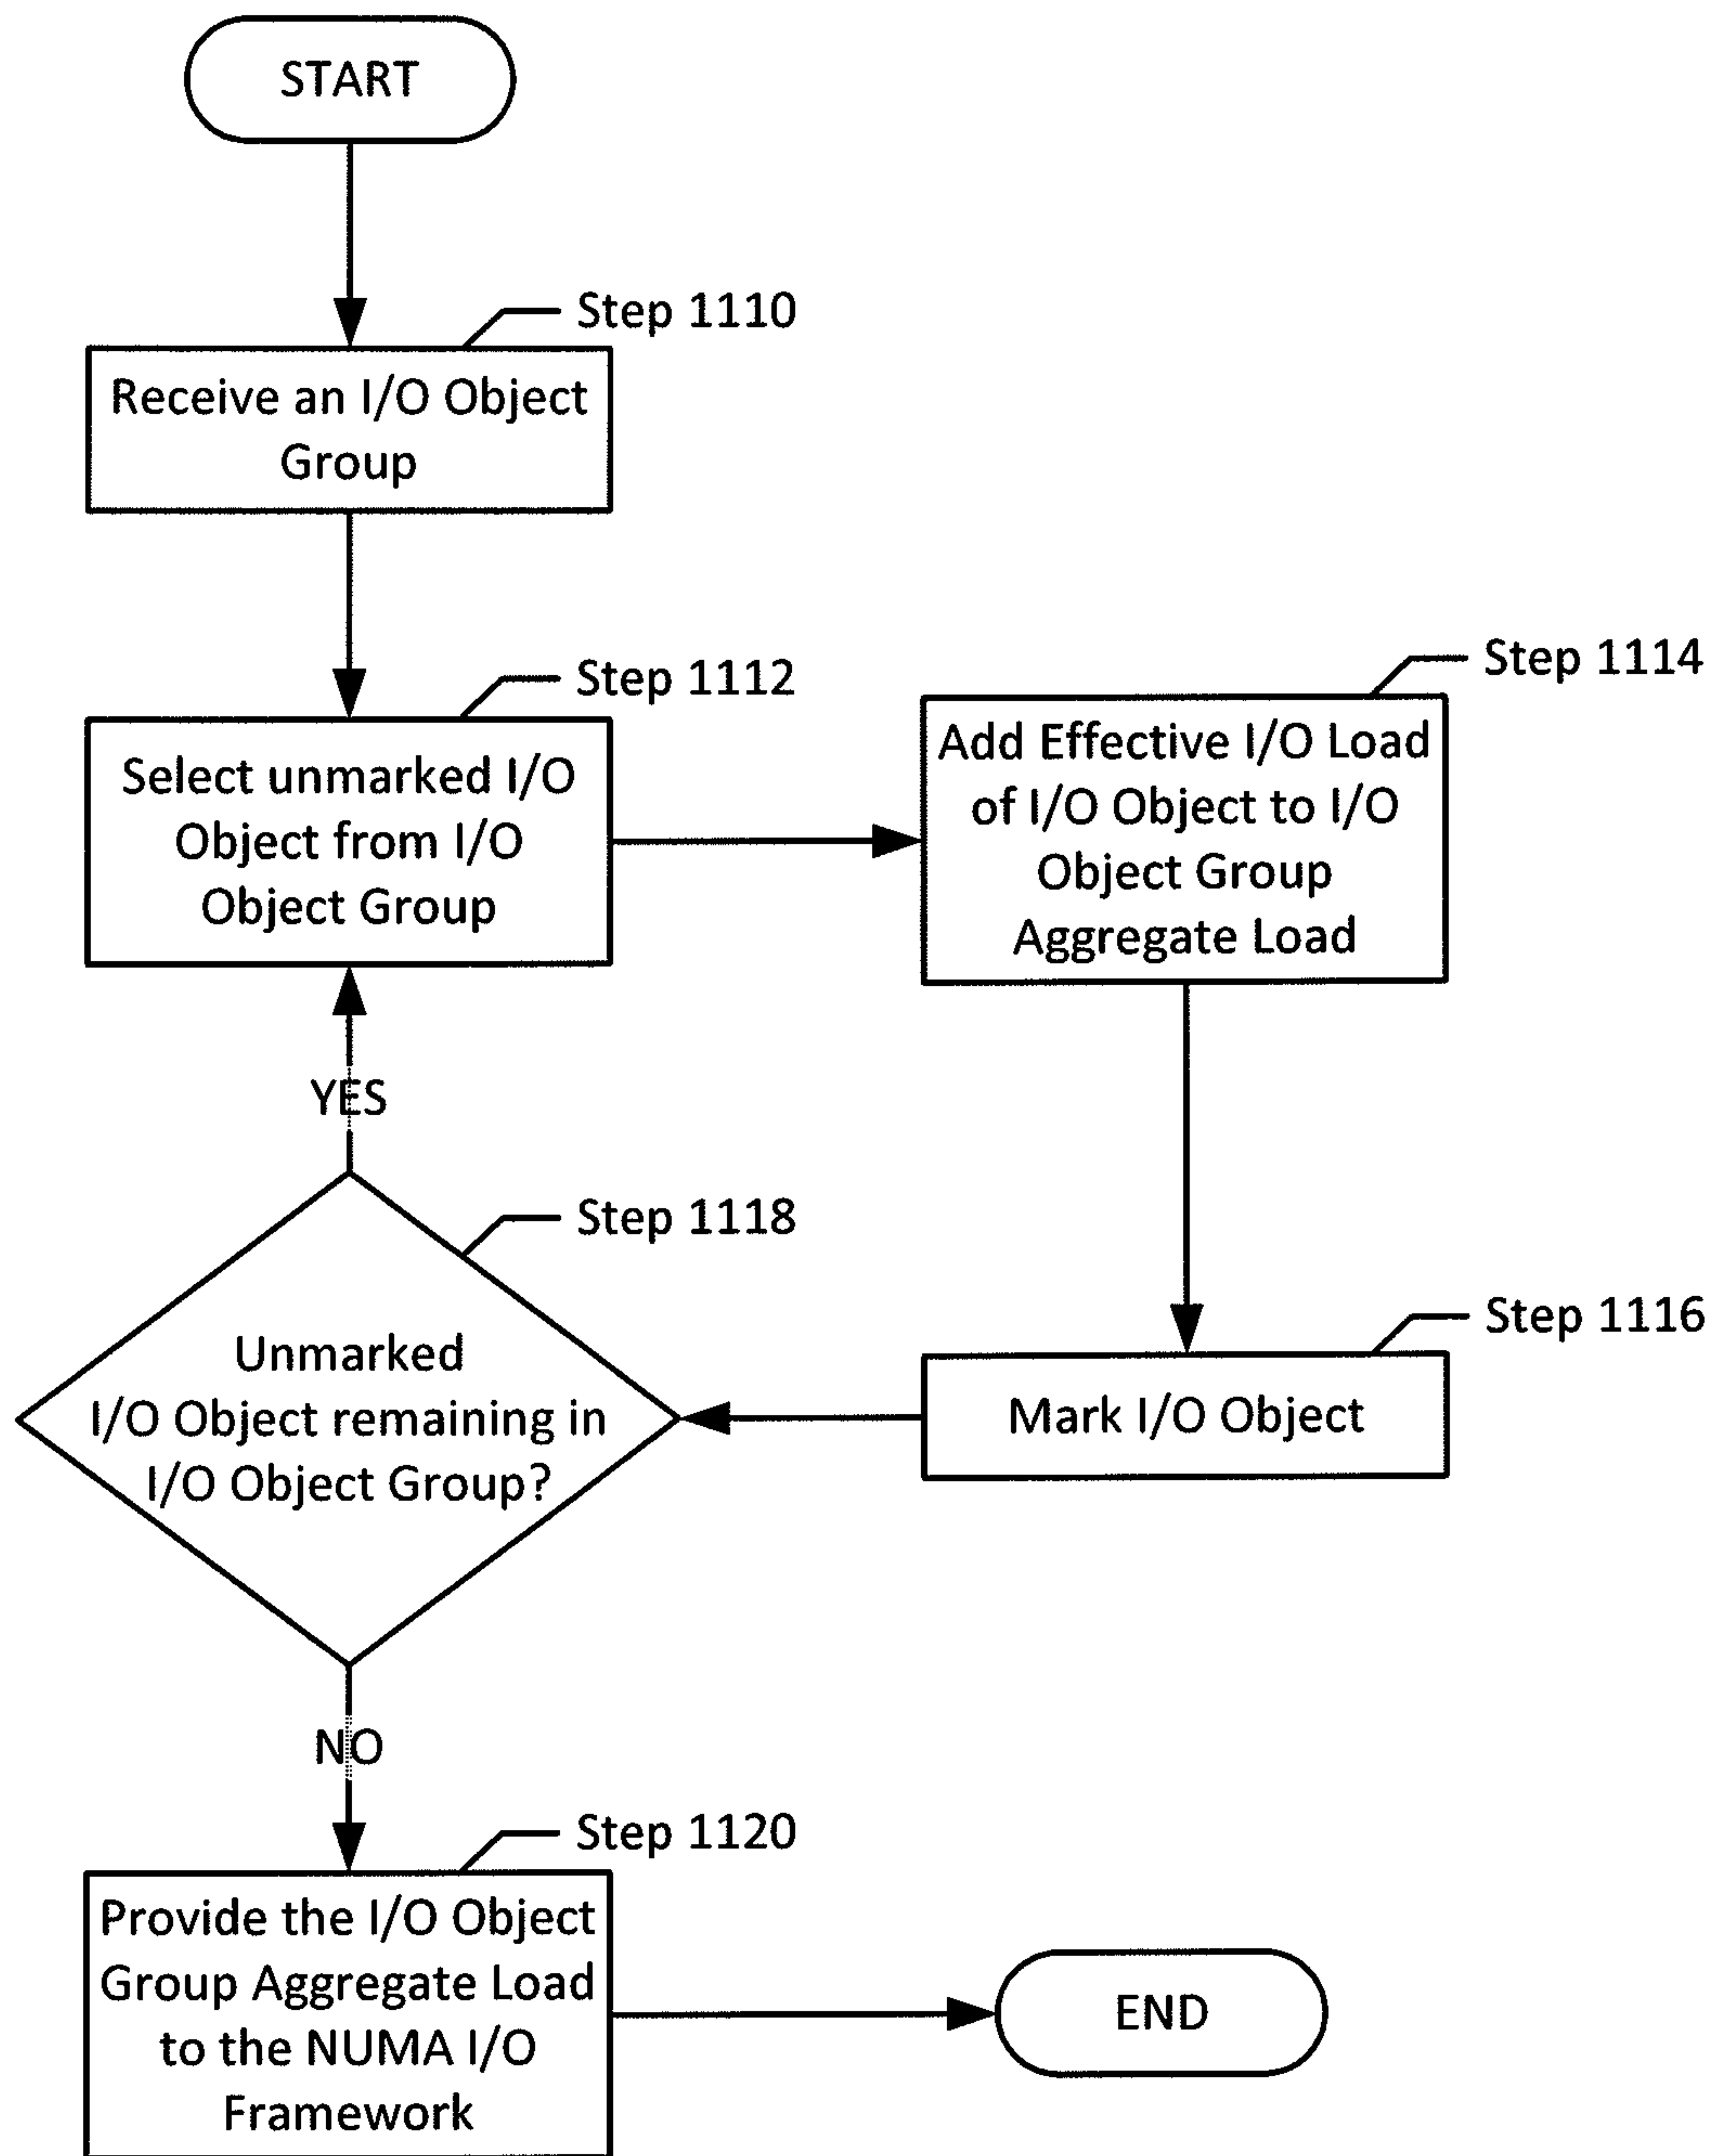 START
Step 1110
Receive an I/O Object
Group
Step 1112
Select unmarked I/O
Object from I/O
Object Group
Step 1114
Add Effective I/O Load
of I/O Object to I/O
Object Group
Aggregate Load
Step 1116
Mark I/O Object
YES
Step 1118
Unmarked
I/O Object remaining in
I/O Object Group?
NO
Step 1120
Provide the I/O Object
Group Aggregate Load
to the NUMA I/O
Framework
END